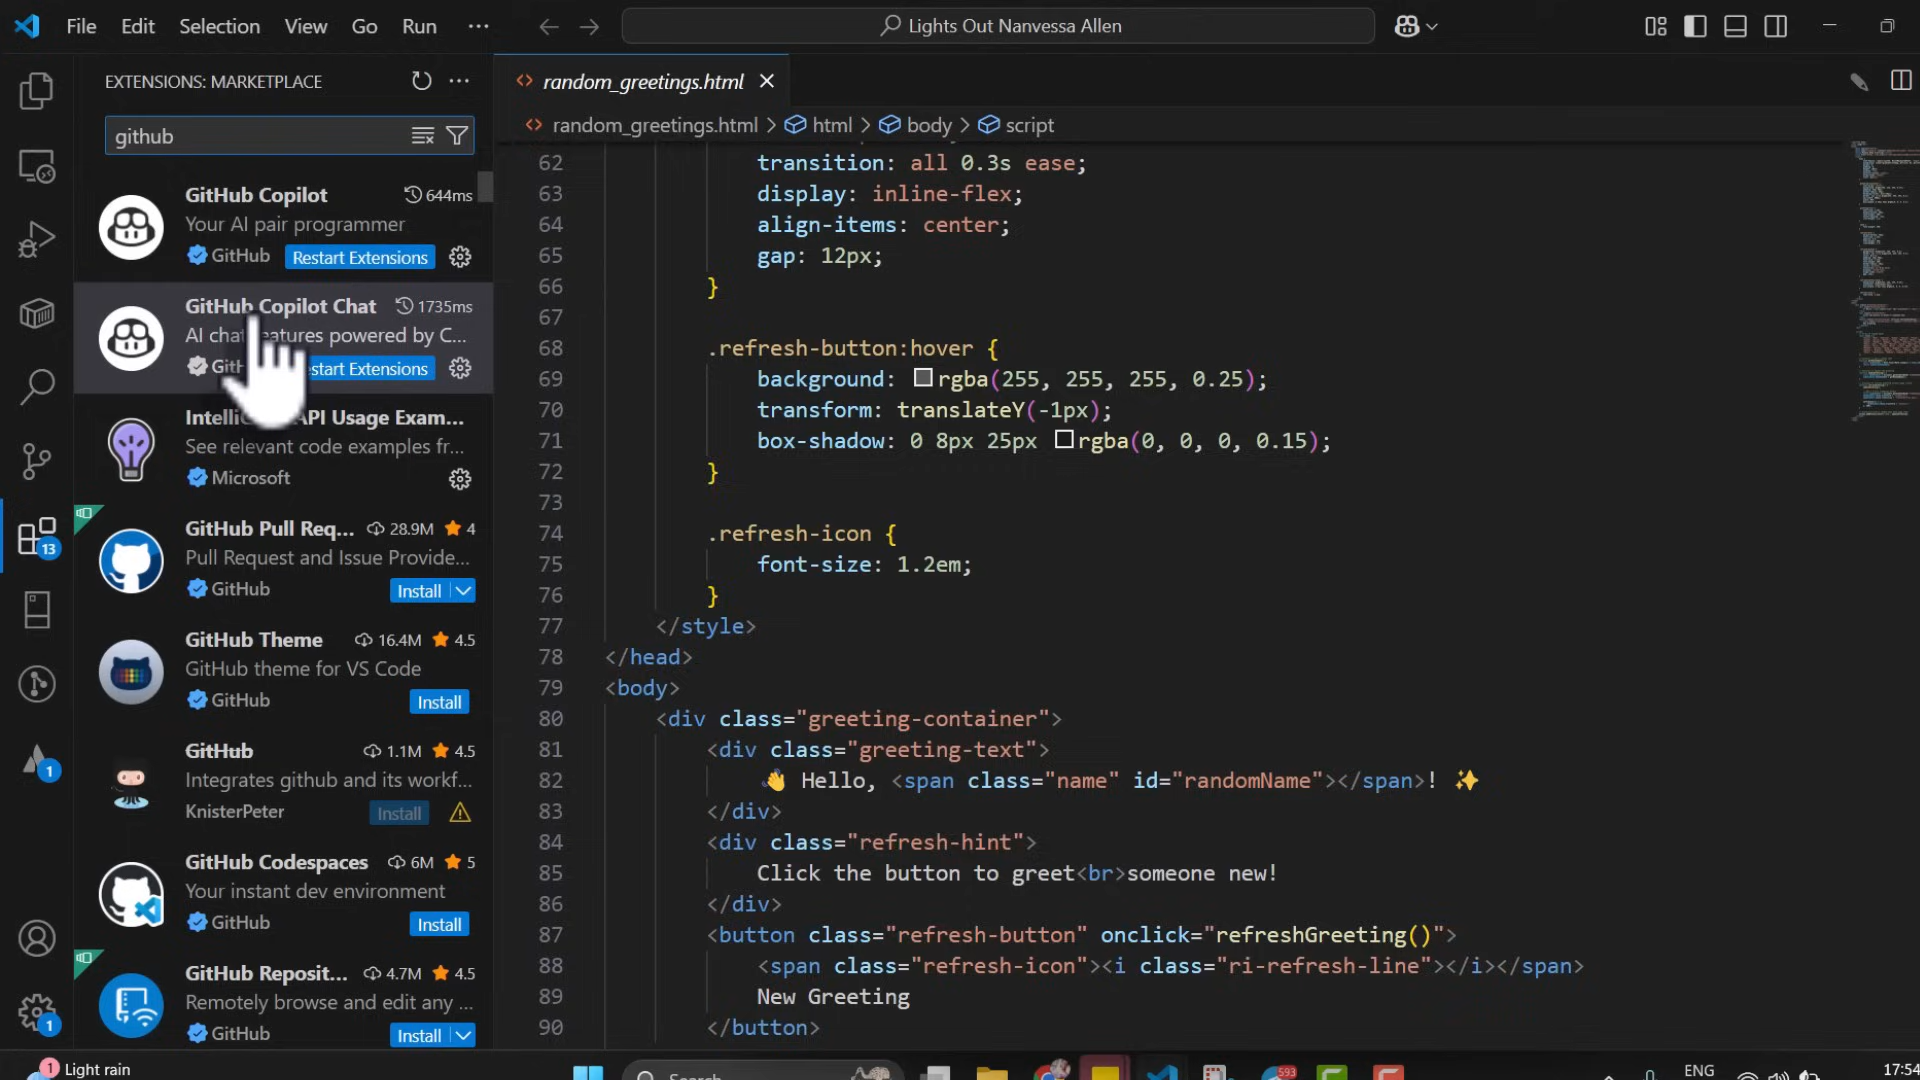 File Edit Selection View Go Run ···
Lights Out Nanvessa Allen
EXTENSIONS: MARKETPLACE
github
GitHub Copilot 644ms
Your AI pair programmer
GitHub Restart Extensions
GitHub Copilot Chat 1735ms
AI chat features powered by C...
start Extensions
API Usage Exam...
See relevant code examples fr...
Microsoft
GitHub Pull Req... 28.9M 4
Pull Request and Issue Provide...
GitHub Install
GitHub Theme 16.4M 4.5
GitHub theme for VS Code
GitHub Install
GitHub 1.1M 4.5
Integrates github and its workf...
KnisterPeter Install
GitHub Codespaces 6M 5
Your instant dev environment
GitHub Install
GitHub Reposit... 4.7M 4.5
Remotely browse and edit any ...
GitHub Install
13
1
1
random_greetings.html
random_greetings.html > html > body > script
62 transition: all 0.3s ease;
63 display: inline-flex;
64 align-items: center;
65 gap: 12px;
66 }
67
68 .refresh-button:hover {
69 background: rgba(255, 255, 255, 0.25);
70 transform: translateY(-1px);
71 box-shadow: 0 8px 25px rgba(0, 0, 0, 0.15);
72 }
73
74 .refresh-icon {
75 font-size: 1.2em;
76 }
77 </style>
78 </head>
79 <body>
80 <div class="greeting-container">
81 <div class="greeting-text">
82 👋 Hello, <span class="name" id="randomName"></span>! ✨
83 </div>
84 <div class="refresh-hint">
85 Click the button to greet<br>someone new!
86 </div>
87 <button class="refresh-button" onclick="refreshGreeting()">
88 <span class="refresh-icon"><i class="ri-refresh-line"></i></span>
89 New Greeting
90 </button>
1 Light rain
Search
593
ENG
17:54